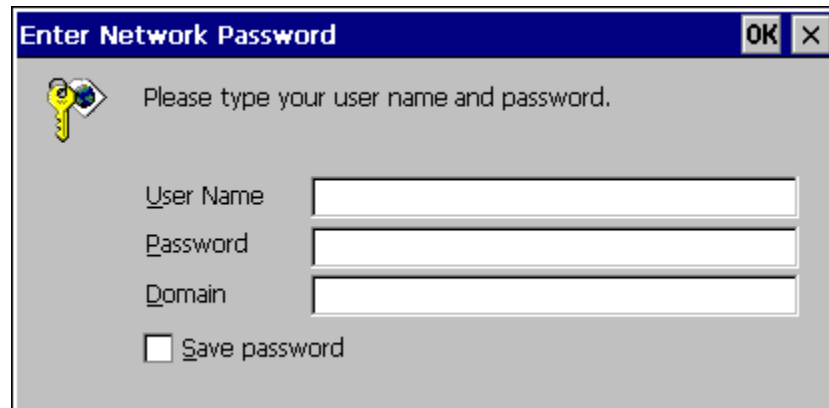 Enter Network Password OK ×
Please type your user name and password.
User Name
Password
Domain
Save password